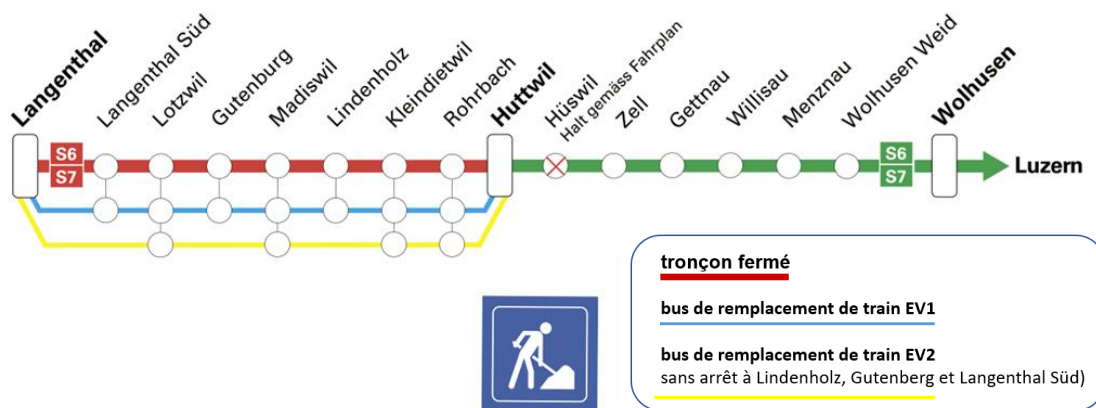 Langenthal
Langenthal Süd
Lotzwil
Gutenburg
Madiswil
Lindenholz
Kleindietwil
Rohrbach
Huttwil
Hüswil
Halt gemäss Fahrplan
Zell
Gettnau
Willisau
Menznau
Wolhusen Weid
Wolhusen
S6
S7
S6
S7
Luzern
tronçon fermé
bus de remplacement de train EV1
bus de remplacement de train EV2
sans arrêt à Lindenholz, Gutenberg et Langenthal Süd)